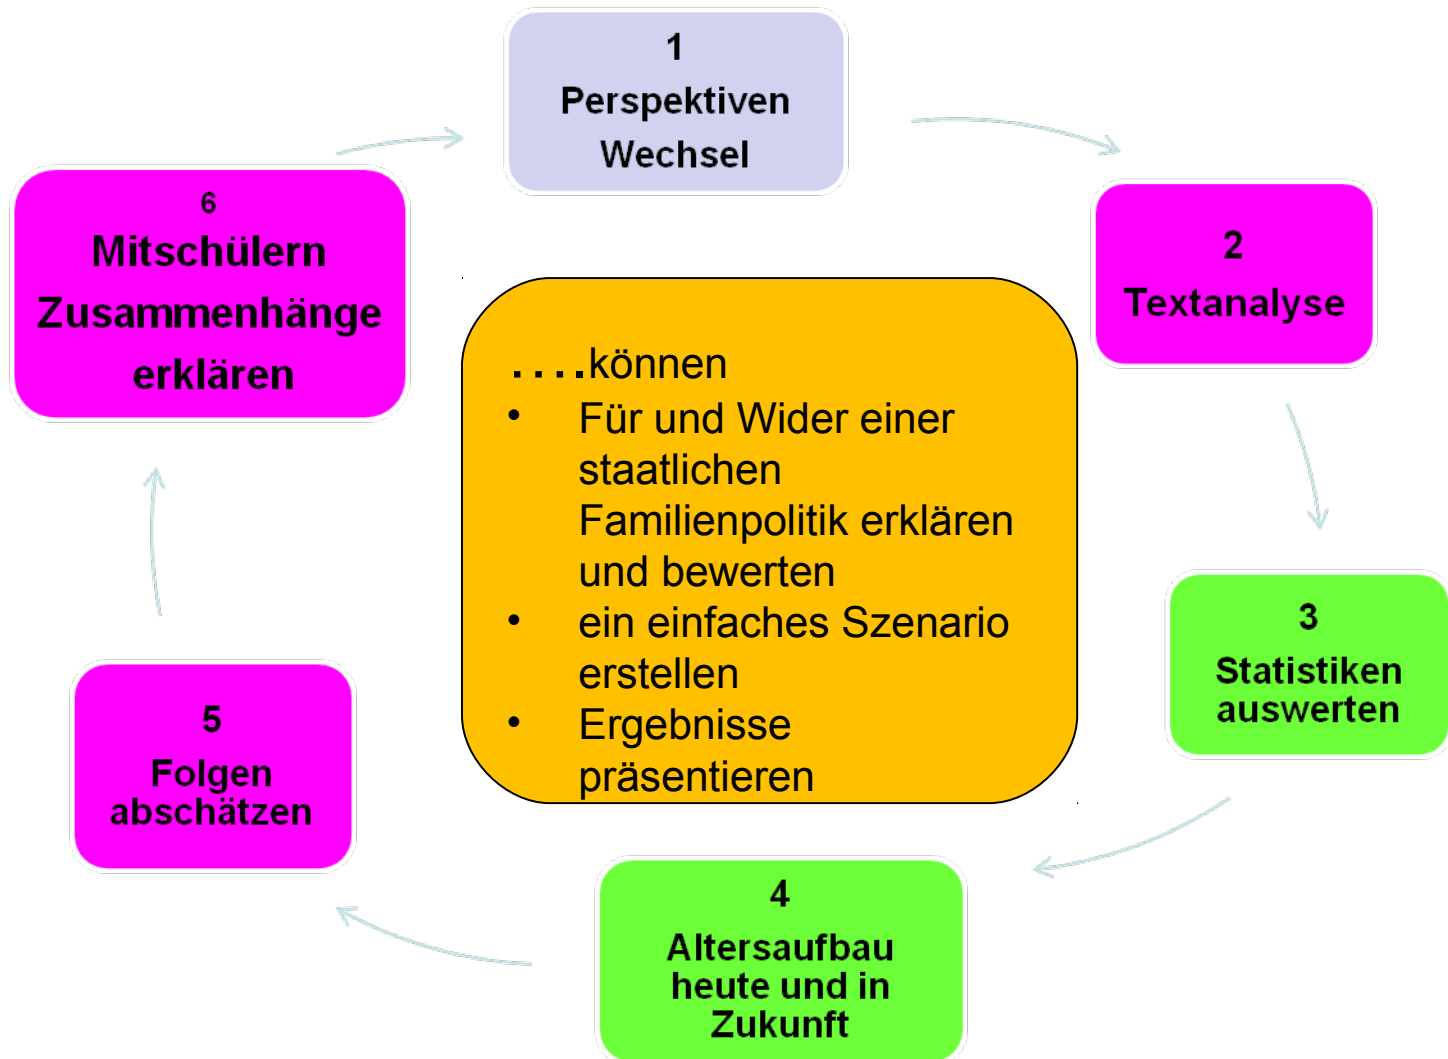 1
Perspektiven
Wechsel
2
Textanalyse
3
Statistiken
auswerten
4
Altersaufbau
heute und in
Zukunft
5
Folgen
abschätzen
6
Mitschülern
Zusammenhänge
erklären
....können
• Für und Wider einer
staatlichen
Familienpolitik erklären
und bewerten
• ein einfaches Szenario
erstellen
• Ergebnisse
präsentieren